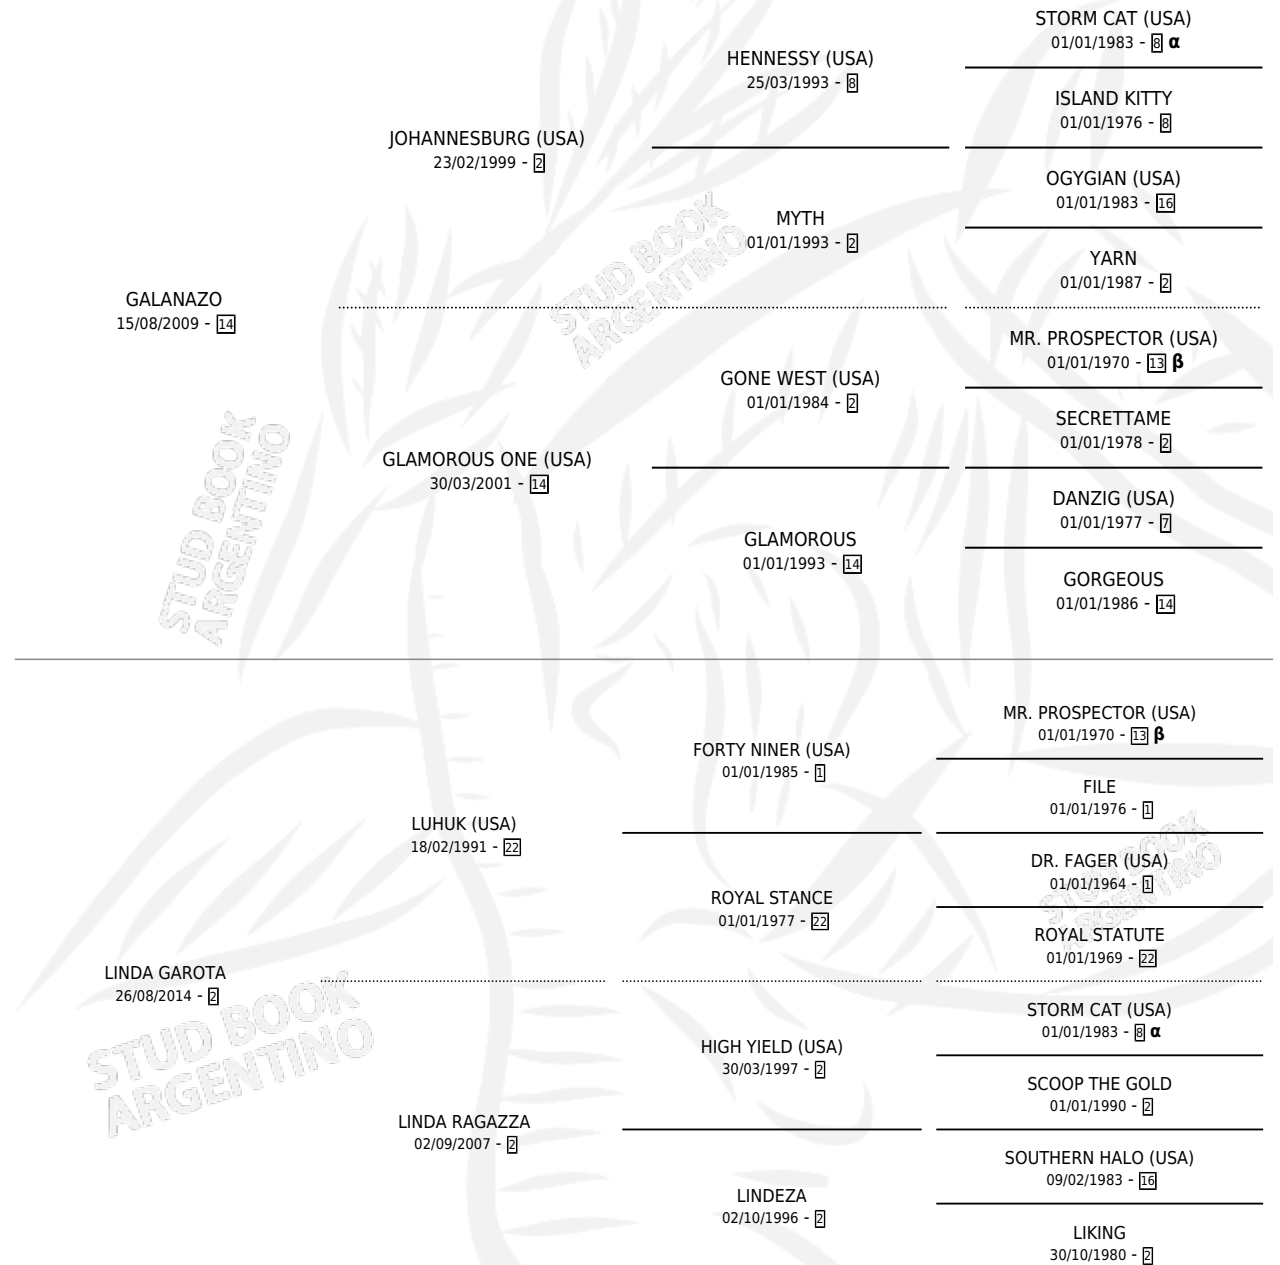 STORM CAT (USA)
01/01/1983 - 8 α
HENNESSY (USA)
25/03/1993 - 8
ISLAND KITTY
01/01/1976 - 8
JOHANNESBURG (USA)
23/02/1999 - 2
OGYGIAN (USA)
01/01/1983 - 16
MYTH
01/01/1993 - 2
YARN
01/01/1987 - 2
GALANAZO
15/08/2009 - 14
MR. PROSPECTOR (USA)
01/01/1970 - 13 β
GONE WEST (USA)
01/01/1984 - 2
SECRETTAME
01/01/1978 - 2
GLAMOROUS ONE (USA)
30/03/2001 - 14
DANZIG (USA)
01/01/1977 - 7
GLAMOROUS
01/01/1993 - 14
GORGEOUS
01/01/1986 - 14
MR. PROSPECTOR (USA)
01/01/1970 - 13 β
FORTY NINER (USA)
01/01/1985 - 1
FILE
01/01/1976 - 1
LUHUK (USA)
18/02/1991 - 22
DR. FAGER (USA)
01/01/1964 - 1
ROYAL STANCE
01/01/1977 - 22
ROYAL STATUTE
01/01/1969 - 22
LINDA GAROTA
26/08/2014 - 2
STORM CAT (USA)
01/01/1983 - 8 α
HIGH YIELD (USA)
30/03/1997 - 2
SCOOP THE GOLD
01/01/1990 - 2
LINDA RAGAZZA
02/09/2007 - 2
SOUTHERN HALO (USA)
09/02/1983 - 16
LINDEZA
02/10/1996 - 2
LIKING
30/10/1980 - 2
STUD BOOK
ARGENTINO
STUD BOOK
ARGENTINO
STUD BOOK
ARGENTINO
STUD BOOK
ARGENTINO